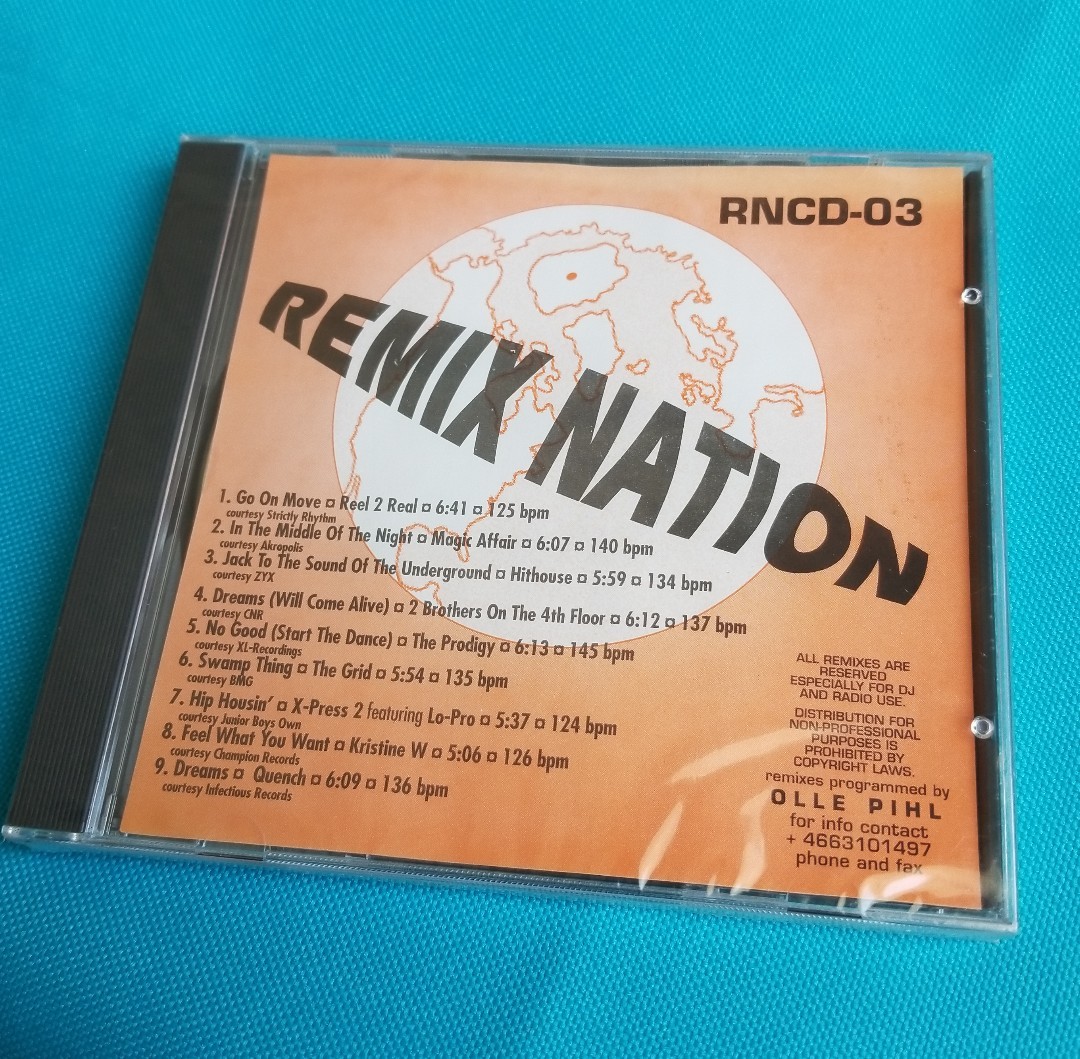 RNCD-03
REMIX NATION
1. Go On Move ¤ Reel 2 Real ¤ 6:41 ¤ 125 bpm
courtesy Strictly Rhythm
2. In The Middle Of The Night ¤ Magic Affair ¤ 6:07 ¤ 140 bpm
courtesy Akropolis
3. Jack To The Sound Of The Underground ¤ Hithouse ¤ 5:59 ¤ 134 bpm
courtesy ZYX
4. Dreams (Will Come Alive) ¤ 2 Brothers On The 4th Floor ¤ 6:12 ¤ 137 bpm
courtesy CNR
5. No Good (Start The Dance) ¤ The Prodigy ¤ 6:13 ¤ 145 bpm
courtesy XL-Recordings
6. Swamp Thing ¤ The Grid ¤ 5:54 ¤ 135 bpm
courtesy BMG
7. Hip Housin' ¤ X-Press 2 featuring Lo-Pro ¤ 5:37 ¤ 124 bpm
courtesy Junior Boys Own
8. Feel What You Want ¤ Kristine W ¤ 5:06 ¤ 126 bpm
courtesy Champion Records
9. Dreams ¤ Quench ¤ 6:09 ¤ 136 bpm
courtesy Infectious Records
ALL REMIXES ARE
RESERVED
ESPECIALLY FOR DJ
AND RADIO USE.
DISTRIBUTION FOR
NON-PROFESSIONAL
PURPOSES IS
PROHIBITED BY
COPYRIGHT LAWS.
remixes programmed by
OLLE PIHL
for info contact
+ 4663101497
phone and fax